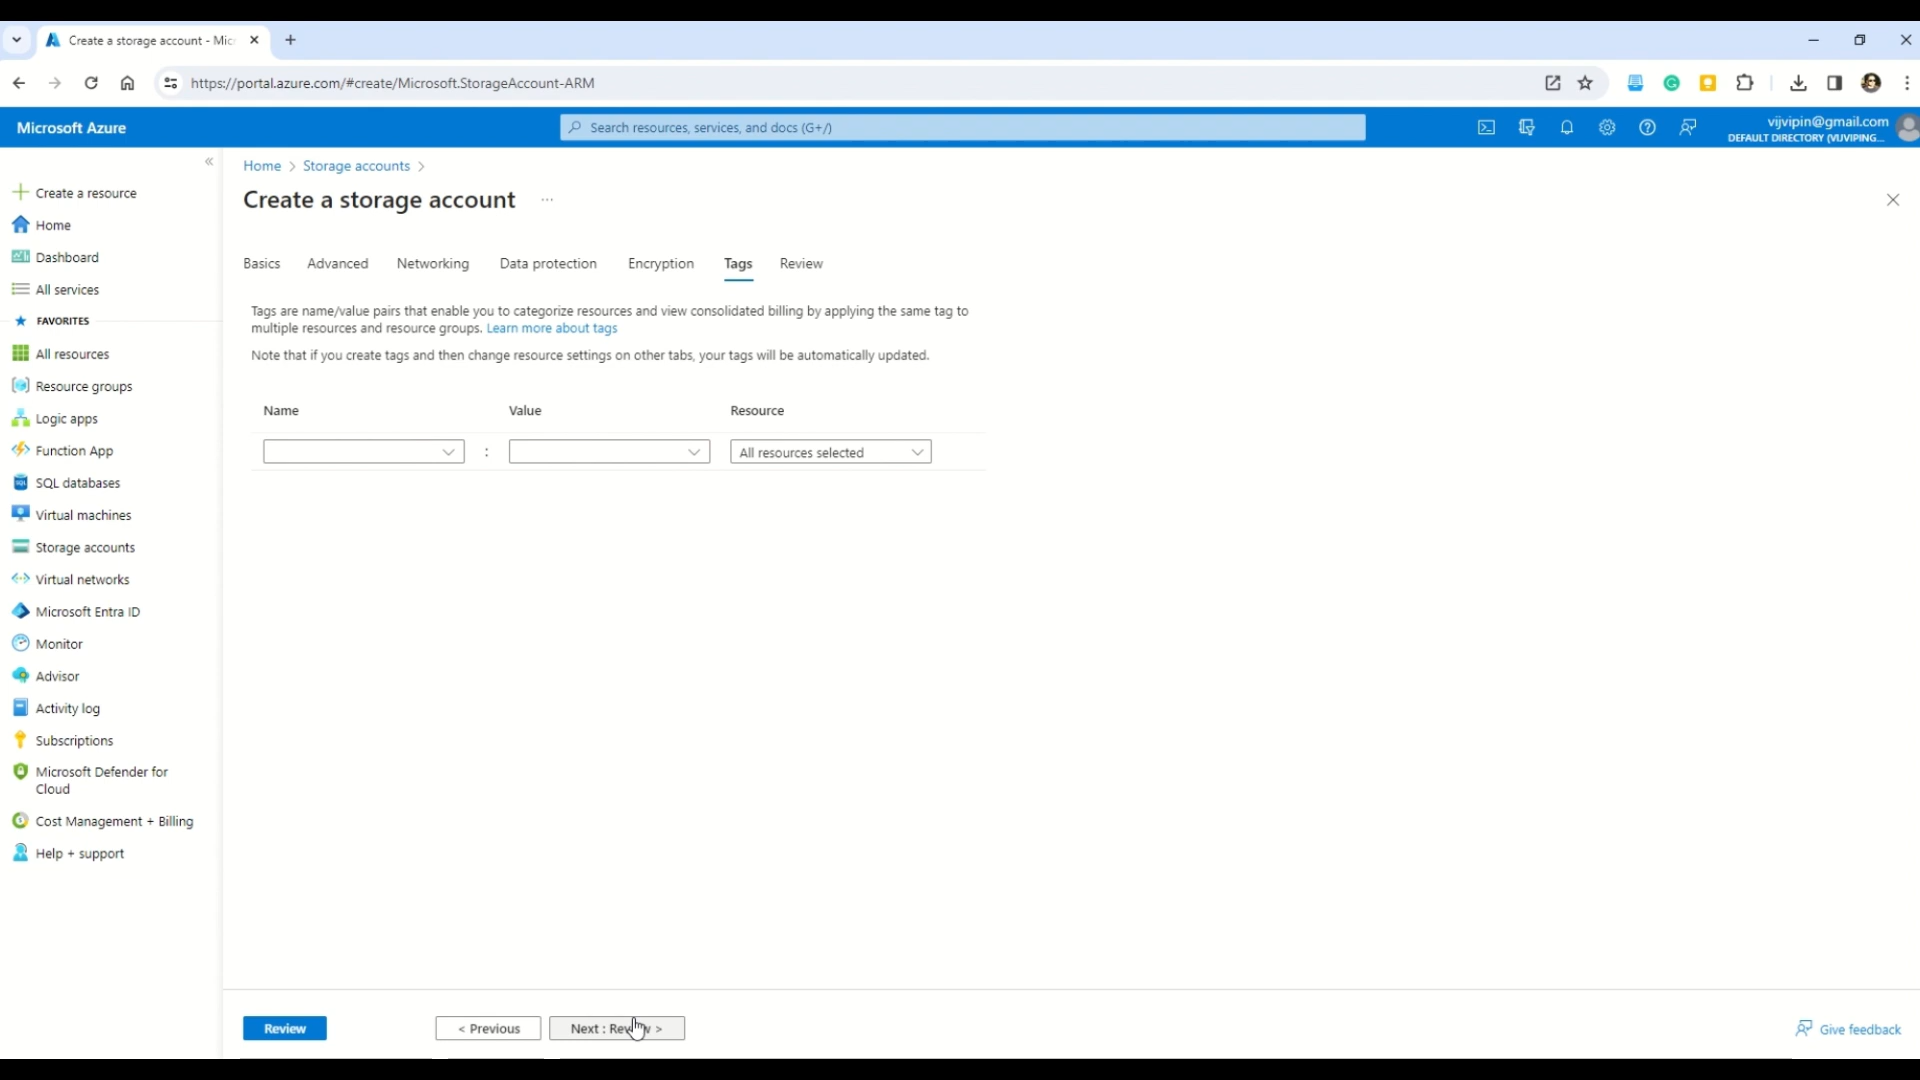 Create a storage account - Mic
https://portal.azure.com/#create/Microsoft.StorageAccount-ARM
Microsoft Azure
Search resources, services, and docs (G+/)
vijvipin@gmail.com
DEFAULT DIRECTORY (VIJVIPING...
Create a resource
Home
Dashboard
All services
FAVORITES
All resources
Resource groups
Logic apps
Function App
SQL databases
Virtual machines
Storage accounts
Virtual networks
Microsoft Entra ID
Monitor
Advisor
Activity log
Subscriptions
Microsoft Defender for
Cloud
Cost Management + Billing
Help + support
Home > Storage accounts >
Create a storage account ...
Basics Advanced Networking Data protection Encryption Tags Review
Tags are name/value pairs that enable you to categorize resources and view consolidated billing by applying the same tag to
multiple resources and resource groups. Learn more about tags
Note that if you create tags and then change resource settings on other tabs, your tags will be automatically updated.
Name Value Resource
: All resources selected
Review < Previous Next : Review >
Give feedback